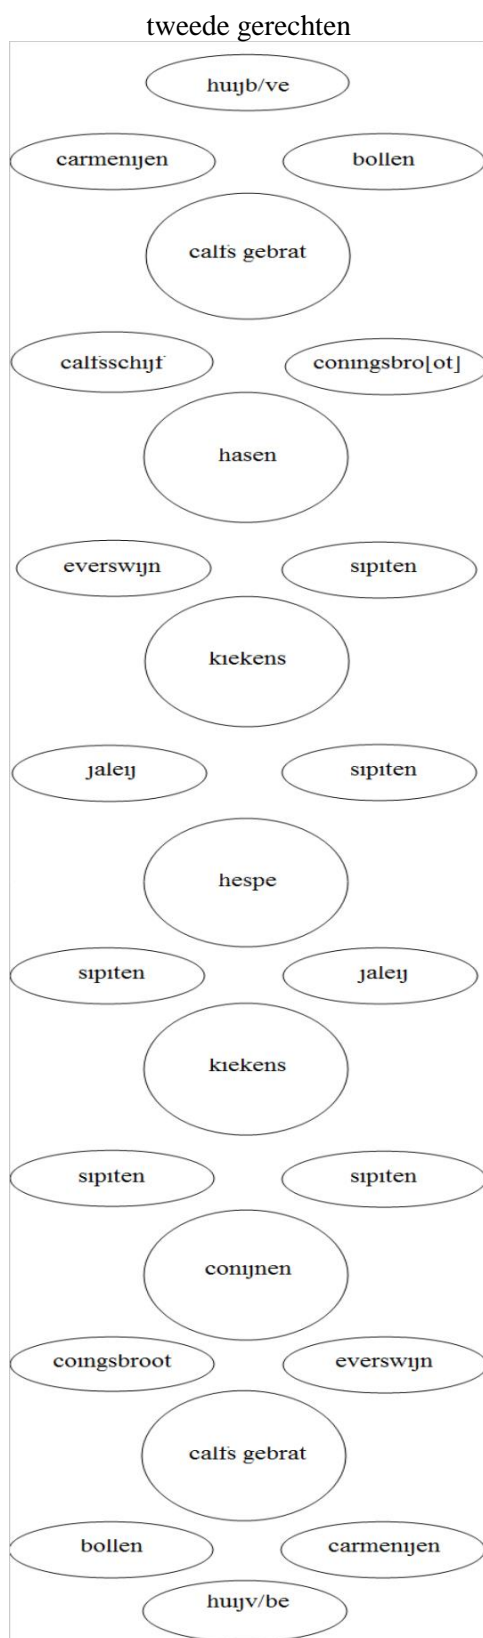 tweede gerechten
huijb/ve
carmenijen bollen
calfs gebrat
calfsschijf coningsbro[ot]
hasen
everswijn sipiten
kiekens
jaleij sipiten
hespe
sipiten jaleij
kiekens
sipiten sipiten
conijnen
coingsbroot everswijn
calfs gebrat
bollen carmenijen
huijv/be